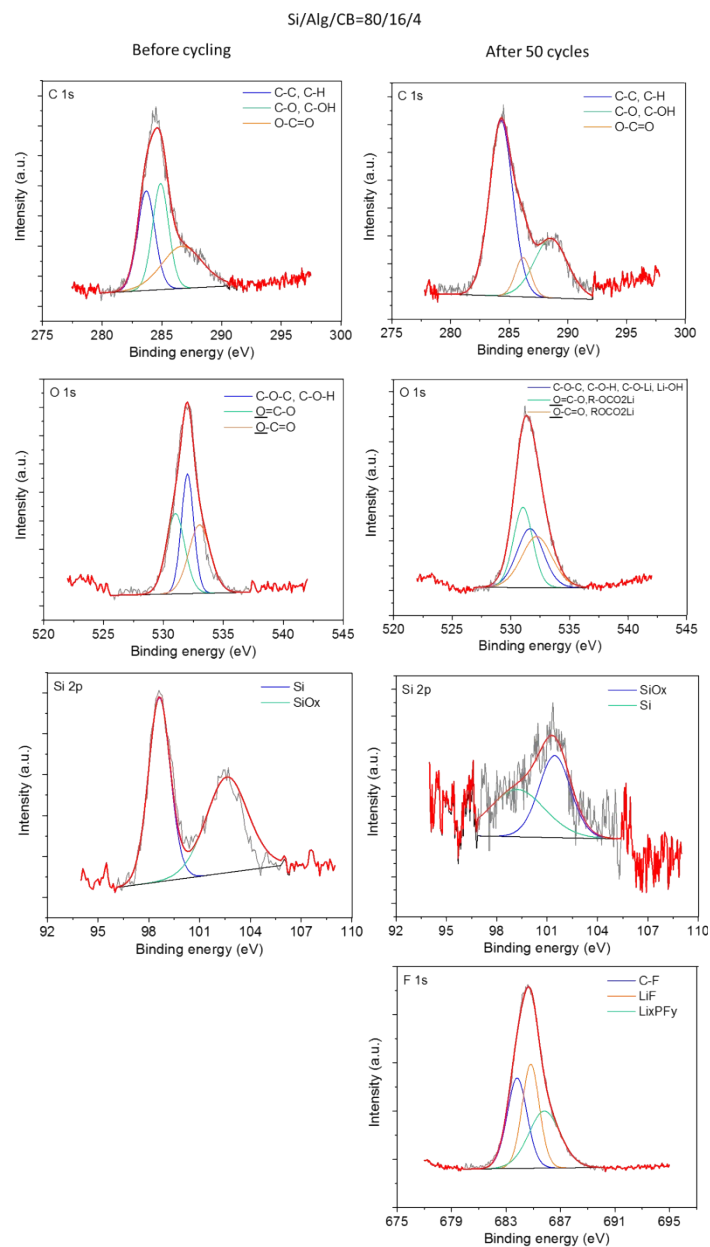 Si/Alg/CB=80/16/4
Before cycling
After 50 cycles
C 1s
C-C, C-H
C-O, C-OH
O-C=O
Intensity (a.u.)
275 280 285 290 295 300
Binding energy (eV)
C 1s
C-C, C-H
C-O, C-OH
O-C=O
Intensity (a.u.)
275 280 285 290 295 300
Binding energy (eV)
O 1s
C-O-C, C-O-H
O=C-O
O-C=O
Intensity (a.u.)
520 525 530 535 540 545
Binding energy (eV)
O 1s
C-O-C, C-O-H, C-O-Li, Li-OH
O=C-O,R-OCO2Li
O-C=O, ROCO2Li
Intensity (a.u.)
520 525 530 535 540 545
Binding energy (eV)
Si 2p
Si
SiOx
Intensity (a.u.)
92 95 98 101 104 107 110
Binding energy (eV)
Si 2p
SiOx
Si
Intensity (a.u.)
92 95 98 101 104 107 110
Binding energy (eV)
F 1s
C-F
LiF
LixPFy
Intensity (a.u.)
675 679 683 687 691 695
Binding energy (eV)